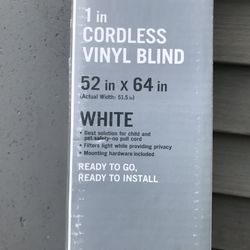 1 in
CORDLESS
VINYL BLIND
52 in x 64 in
(Actual Width: 51.5 in)
WHITE
• Best solution for child and
pet safety-no pull cord
• Filters light while providing privacy
• Mounting hardware included
READY TO GO,
READY TO INSTALL